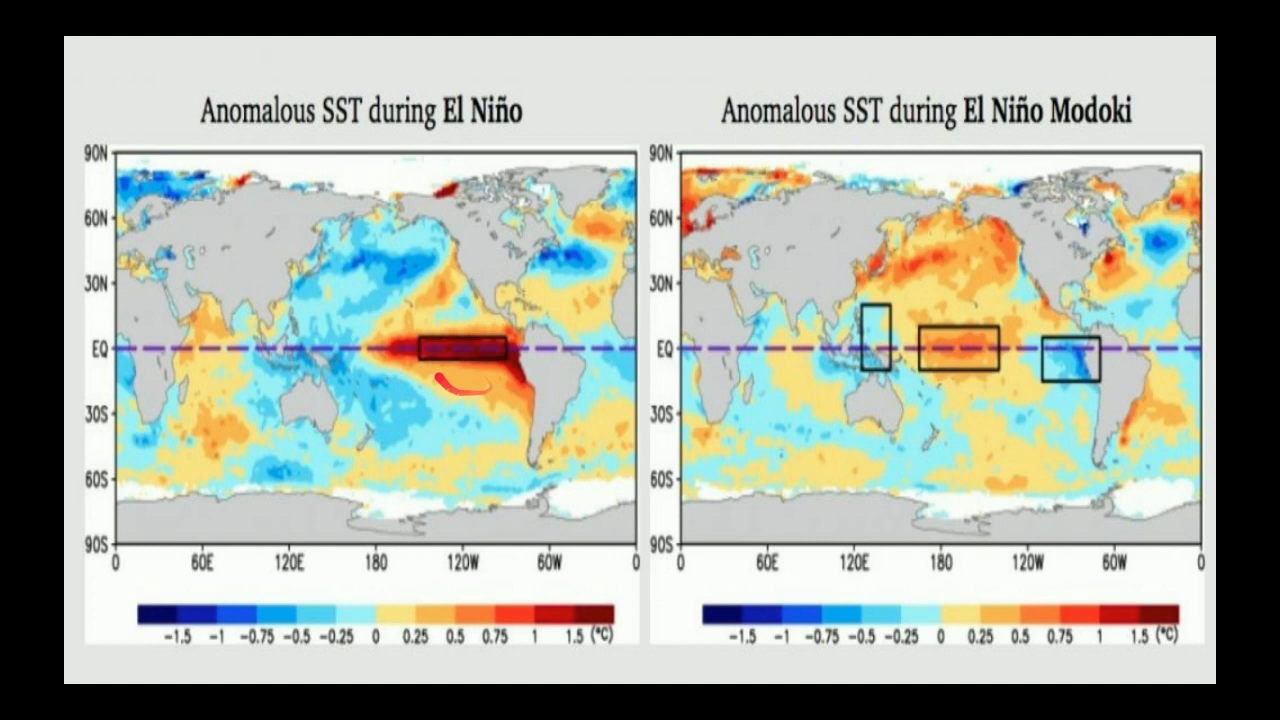 Anomalous SST during El Niño
90N
60N
30N
EQ
30S
60S
90S
0 60E 120E 180 120W 60W 0
−1.5 −1 −0.75 −0.5 −0.25 0 0.25 0.5 0.75 1 1.5 (°C)
Anomalous SST during El Niño Modoki
90N
60N
30N
EQ
30S
60S
90S
0 60E 120E 180 120W 60W 0
−1.5 −1 −0.75 −0.5 −0.25 0 0.25 0.5 0.75 1 1.5 (°C)